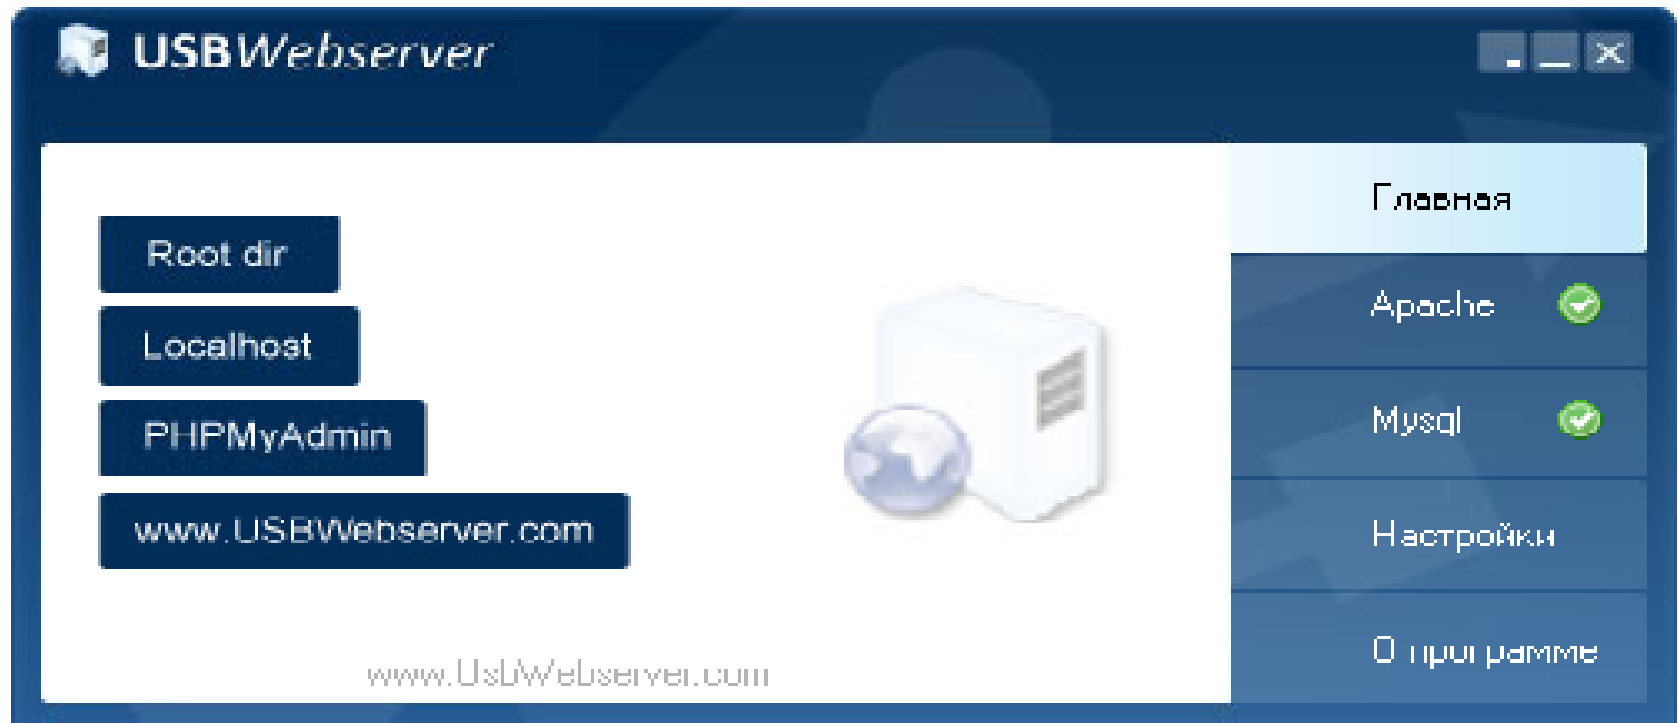 USBWebserver
Root dir
Localhost
PHPMyAdmin
www.USBWebserver.com
www.UsbWebserver.com
Главная
Apache
Mysql
Настройки
О программе